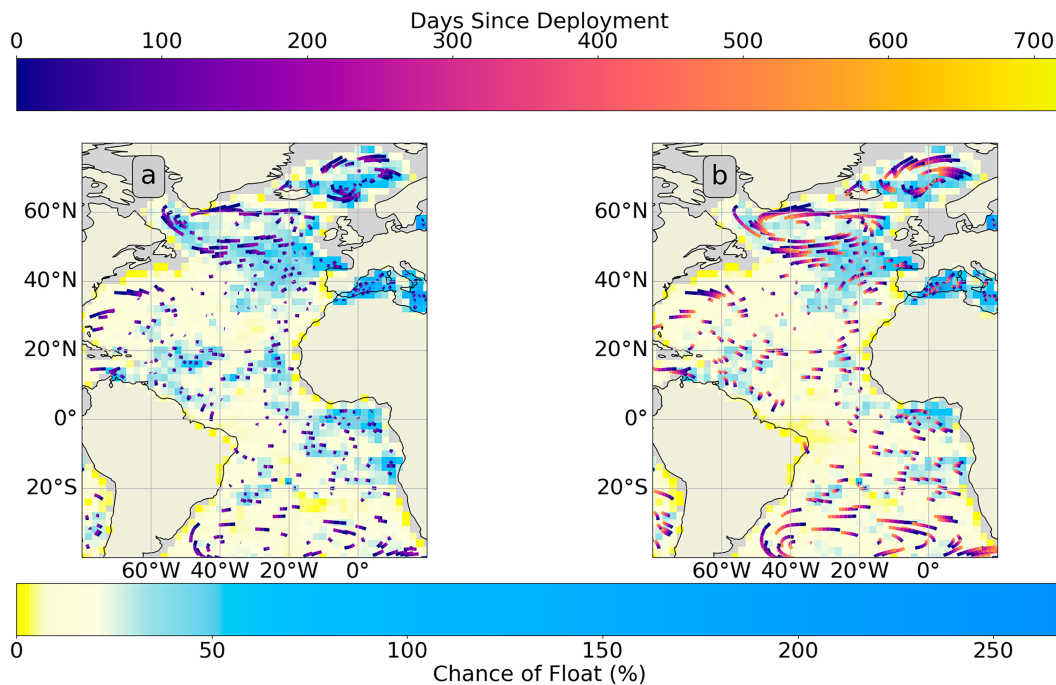 Days Since Deployment
0 100 200 300 400 500 600 700
a b
60°N 60°N
40°N 40°N
20°N 20°N
0° 0°
20°S 20°S
60°W 40°W 20°W 0° 60°W 40°W 20°W 0°
0 50 100 150 200 250
Chance of Float (%)